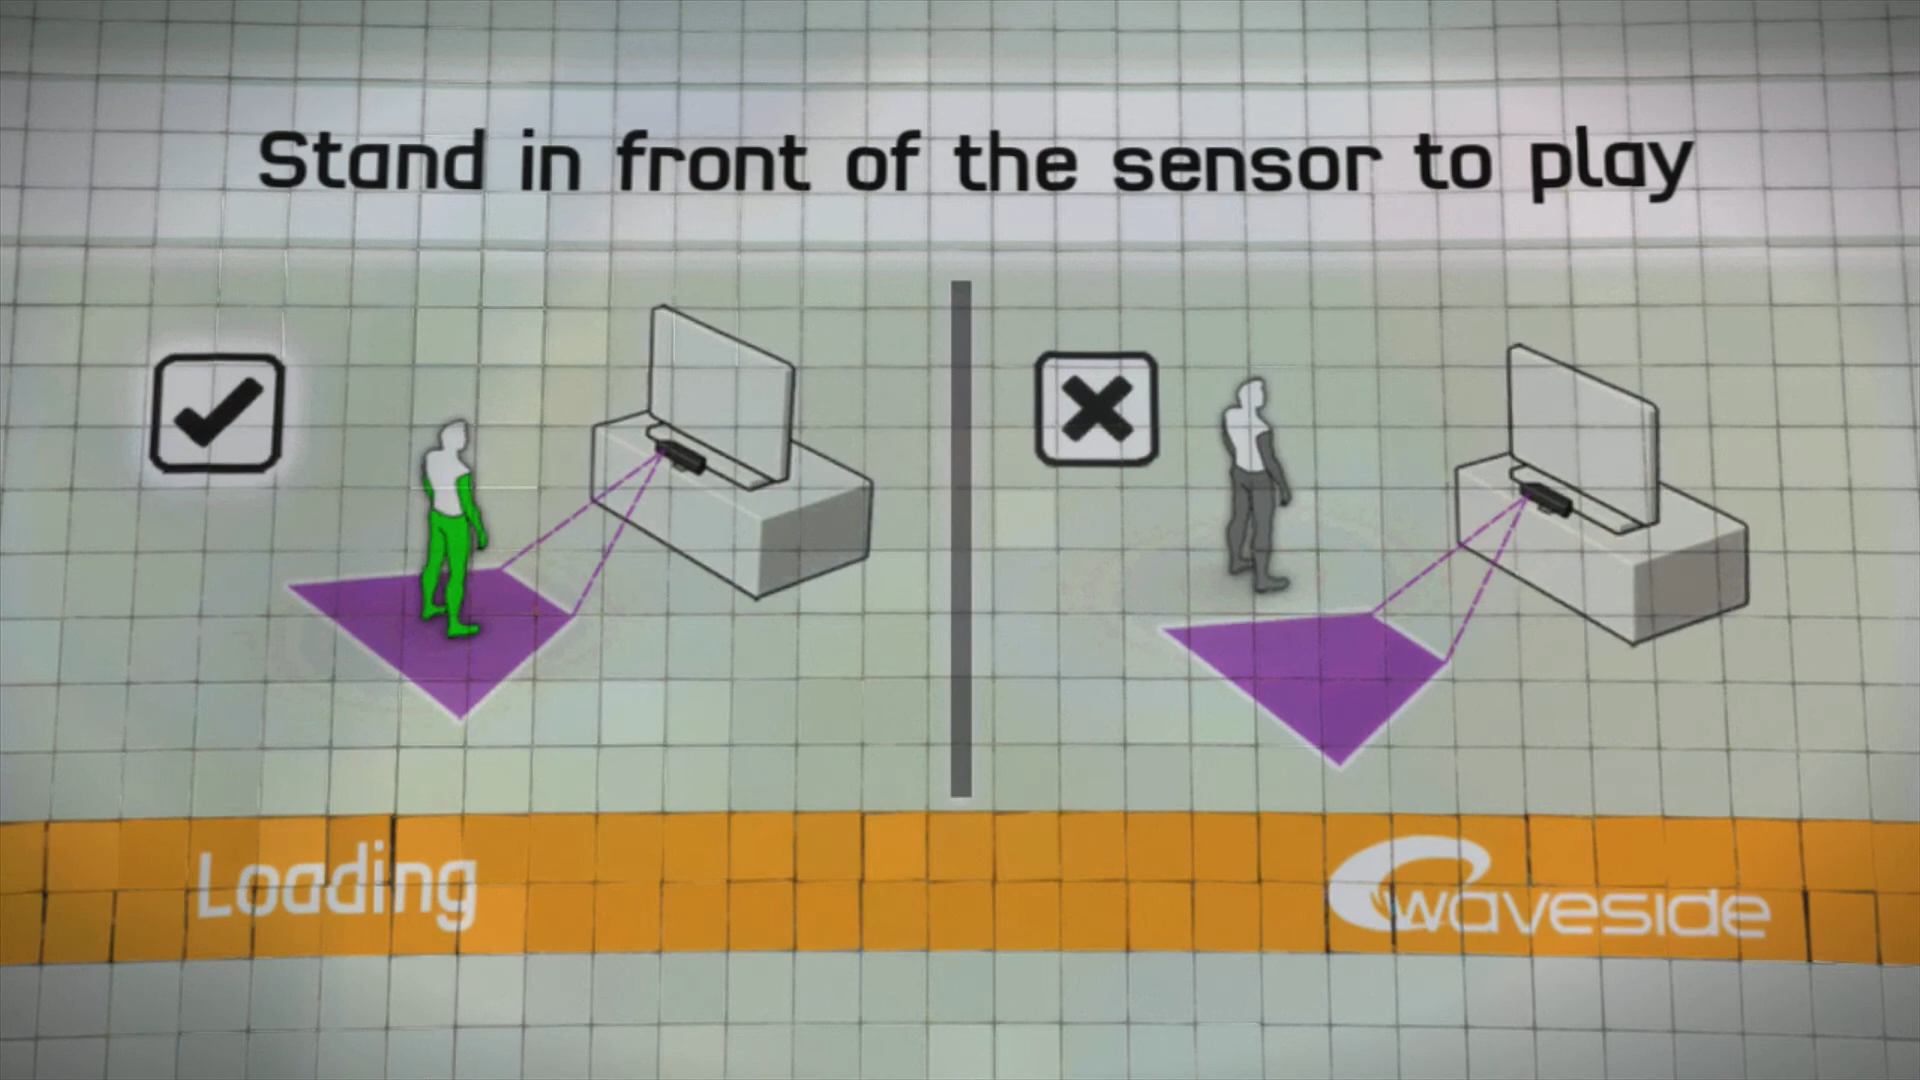 Stand in front of the sensor to play
Loading
waveside